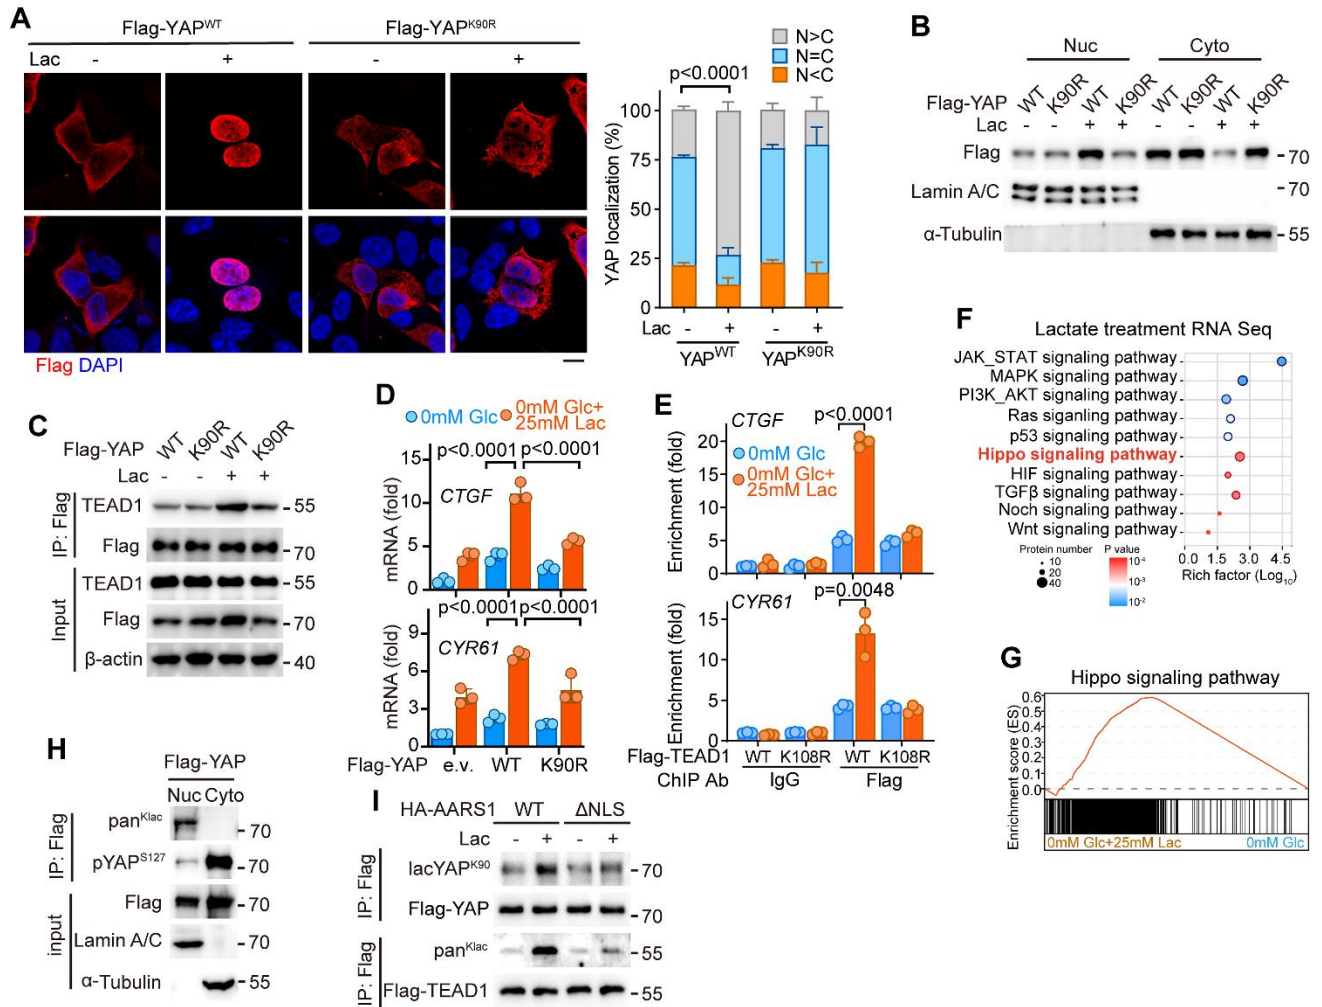 A
Flag-YAPWT
Flag-YAPK90R
Lac
-
+
-
+
Flag DAPI
N>C
N=C
N<C
p<0.0001
YAP localization (%)
100
75
50
25
0
Lac
-
+
-
+
YAPWT
YAPK90R
B
Nuc
Cyto
Flag-YAP
WT
K90R
WT
K90R
WT
K90R
WT
K90R
Lac
-
-
+
+
-
-
+
+
Flag
-70
Lamin A/C
-70
α-Tubulin
-55
C
Flag-YAP
WT
K90R
WT
K90R
Lac
-
-
+
+
IP: Flag
TEAD1
-55
Flag
-70
Input
TEAD1
-55
Flag
-70
β-actin
-40
D
0mM Glc
0mM Glc+
25mM Lac
p<0.0001
p<0.0001
CTGF
mRNA (fold)
15
5
0
p<0.0001
p<0.0001
CYR61
mRNA (fold)
9
6
3
0
Flag-YAP
e.v.
WT
K90R
E
CTGF
p<0.0001
0mM Glc
0mM Glc+
25mM Lac
Enrichment (fold)
20
15
10
5
0
CYR61
p=0.0048
Enrichment (fold)
15
10
5
0
Flag-TEAD1
WT
K108R
WT
K108R
ChIP Ab
IgG
Flag
F
Lactate treatment RNA Seq
JAK_STAT signaling pathway
MAPK signaling pathway
PI3K_AKT signaling pathway
Ras siganling pathway
p53 signaling pathway
Hippo signaling pathway
HIF signaling pathway
TGFβ signaling pathway
Noch signaling pathway
Wnt signaling pathway
0.0
1.5
3.0
4.5
Rich factor (Log10)
Protein number
10
20
40
P value
10-4
10-3
10-2
G
Hippo signaling pathway
Enrichment score (ES)
0.6
0.5
0.4
0.3
0.2
0.1
0.0
0mM Glc+25mM Lac
0mM Glc
H
Flag-YAP
Nuc
Cyto
IP: Flag
panKlac
-70
pYAPS127
-70
input
Flag
-70
Lamin A/C
-70
α-Tubulin
-55
I
HA-AARS1
WT
ΔNLS
Lac
-
+
-
+
IP: Flag
lacYAPK90
-70
Flag-YAP
-70
IP: Flag
panKlac
-55
Flag-TEAD1
-55